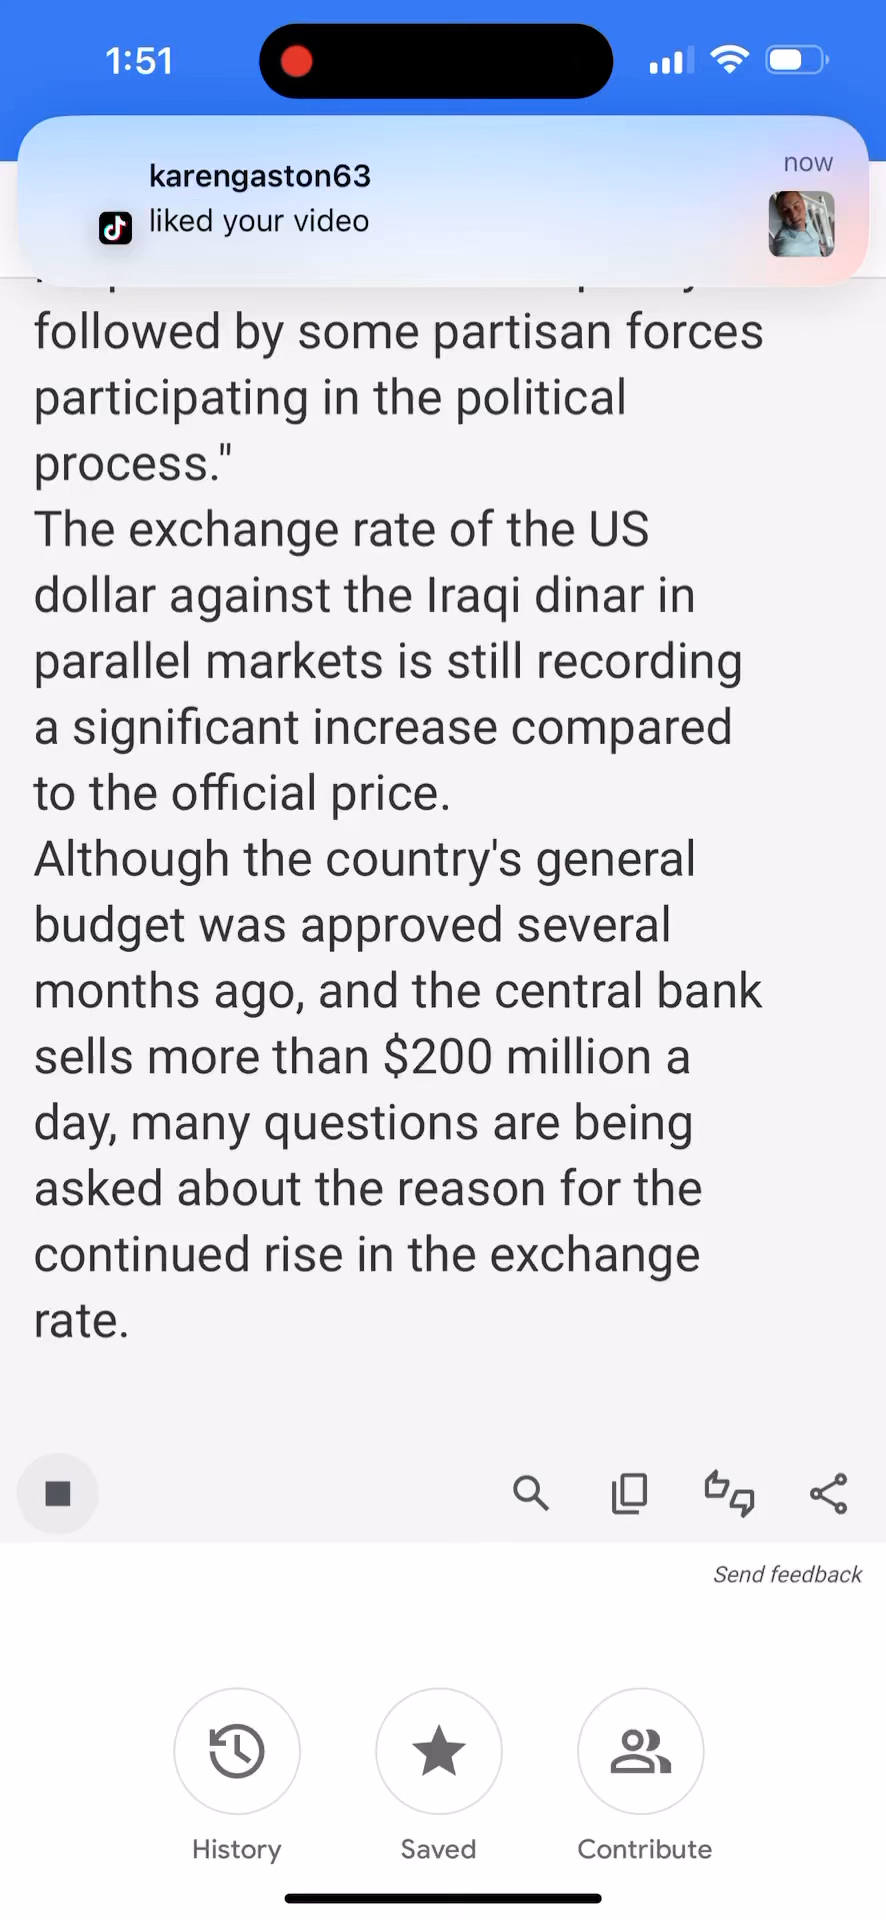 1:51
karengaston63
now
liked your video
followed by some partisan forces
participating in the political
process."
The exchange rate of the US
dollar against the Iraqi dinar in
parallel markets is still recording
a significant increase compared
to the official price.
Although the country's general
budget was approved several
months ago, and the central bank
sells more than $200 million a
day, many questions are being
asked about the reason for the
continued rise in the exchange
rate.
Send feedback
History
Saved
Contribute